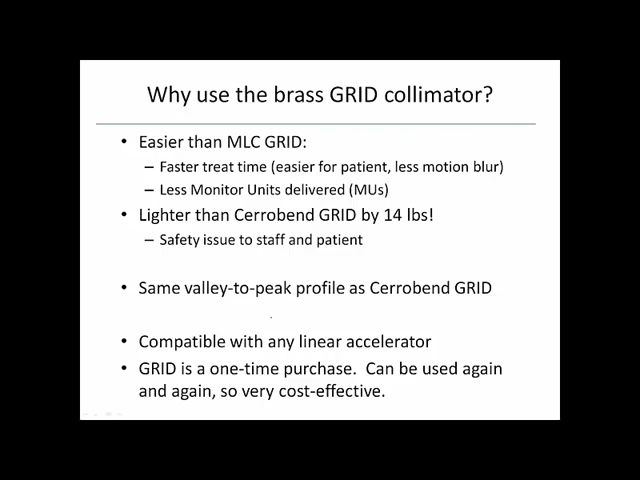 Why use the brass GRID collimator?
• Easier than MLC GRID:
– Faster treat time (easier for patient, less motion blur)
– Less Monitor Units delivered (MUs)
• Lighter than Cerrobend GRID by 14 lbs!
– Safety issue to staff and patient
• Same valley-to-peak profile as Cerrobend GRID
• Compatible with any linear accelerator
• GRID is a one-time purchase.  Can be used again
and again, so very cost-effective.